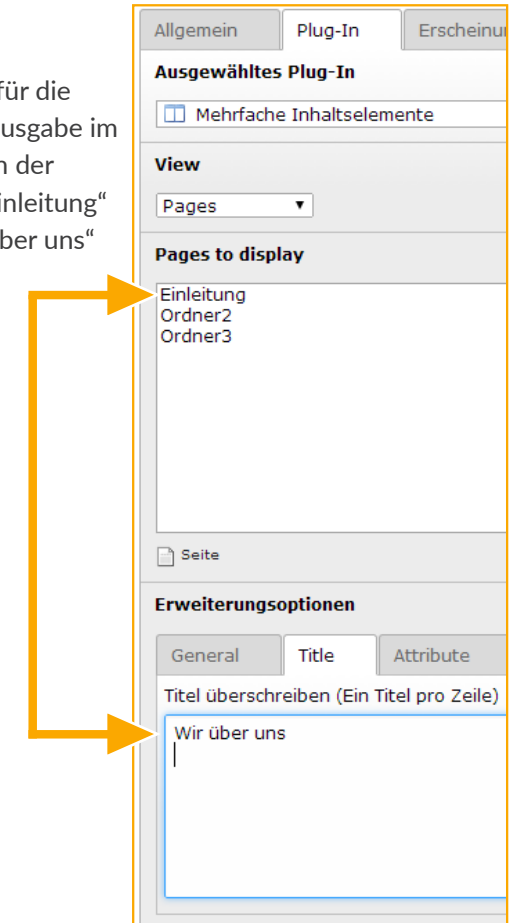 Allgemein Plug-In Erscheinu
Ausgewähltes Plug-In
für die
usgabe im
der
inleitung“
ber uns“
Mehrfache Inhaltselemente
View
Pages
Pages to display
Einleitung
Ordner2
Ordner3
Seite
Erweiterungsoptionen
General Title Attribute
Titel überschreiben (Ein Titel pro Zeile)
Wir über uns